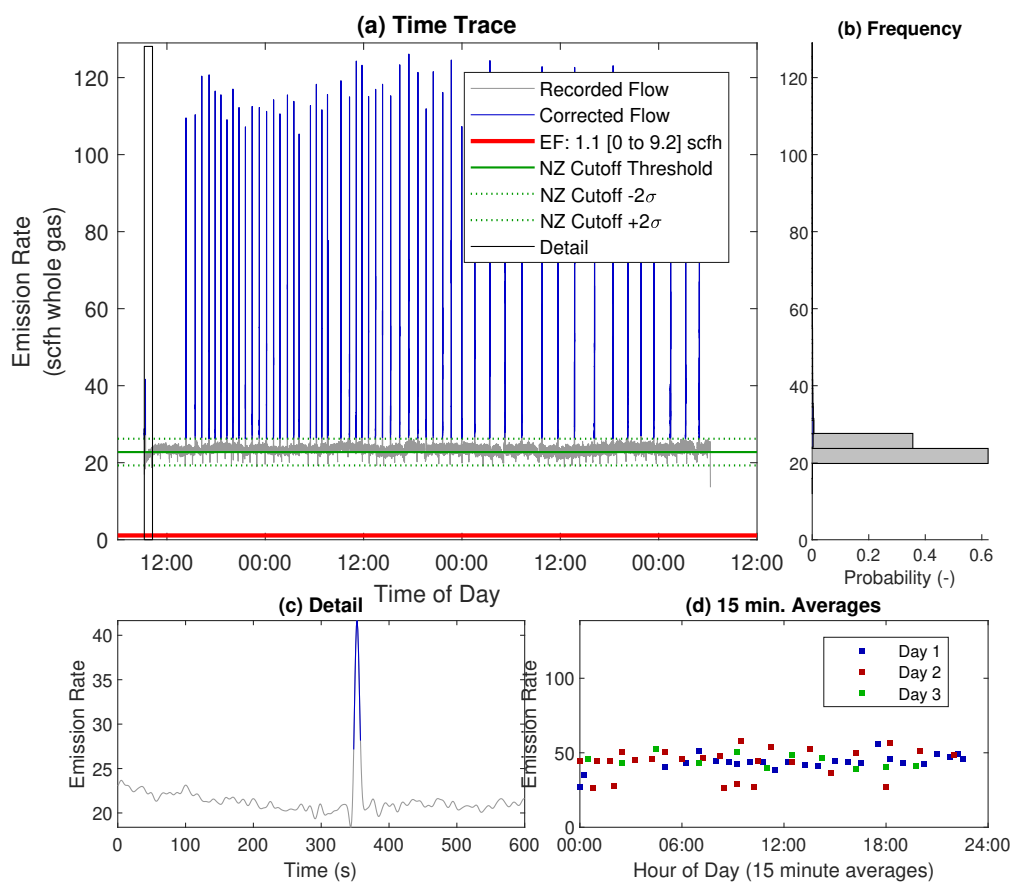 (a) Time Trace
120
100
80
60
40
20
0
Emission Rate
(scfh whole gas)
Recorded Flow
Corrected Flow
EF: 1.1 [0 to 9.2] scfh
NZ Cutoff Threshold
NZ Cutoff -2σ
NZ Cutoff +2σ
Detail
12:00 00:00 12:00 00:00 12:00 00:00 12:00
Time of Day
(b) Frequency
120
100
80
60
40
20
0
0 0.2 0.4 0.6
Probability (-)
(c) Detail
40
35
30
25
20
Emission Rate
0 100 200 300 400 500 600
Time (s)
(d) 15 min. Averages
100
50
0
Emission Rate
Day 1
Day 2
Day 3
00:00 06:00 12:00 18:00 24:00
Hour of Day (15 minute averages)